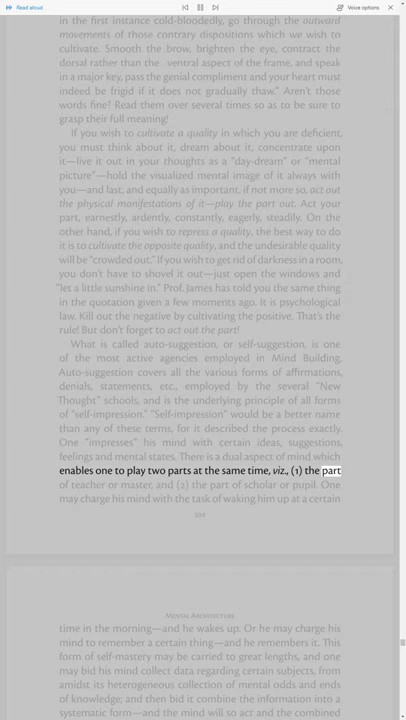 Read aloud
Voice options
in the first instance cold-bloodedly, go through the outward
movements of those contrary dispositions which we wish to
cultivate. Smooth the brow, brighten the eye, contract the
dorsal rather than the ventral aspect of the frame, and speak
in a major key, pass the genial compliment and your heart must
indeed be frigid if it does not gradually thaw." Aren't those
words fine? Read them over several times so as to be sure to
grasp their full meaning!
If you wish to cultivate a quality in which you are deficient,
you must think about it, dream about it, concentrate upon
it—live it out in your thoughts as a "day-dream" or "mental
picture"—hold the visualized mental image of it always with
you—and last, and equally as important, if not more so, act out
the physical manifestations of it—play the part out. Act your
part, earnestly, ardently, constantly, eagerly, steadily. On the
other hand, if you wish to repress a quality, the best way to do
it is to cultivate the opposite quality, and the undesirable quality
will be "crowded out." If you wish to get rid of darkness in a room,
you don't have to shovel it out—just open the windows and
"let a little sunshine in." Prof. James has told you the same thing
in the quotation given a few moments ago. It is psychological
law. Kill out the negative by cultivating the positive. That's the
rule! But don't forget to act out the part!
What is called auto-suggestion, or self-suggestion, is one
of the most active agencies employed in Mind Building.
Auto-suggestion covers all the various forms of affirmations,
denials, statements, etc., employed by the several "New
Thought" schools, and is the underlying principle of all forms
of "self-impression." "Self-impression" would be a better name
than any of these terms, for it described the process exactly.
One "impresses" his mind with certain ideas, suggestions,
feelings and mental states. There is a dual aspect of mind which
enables one to play two parts at the same time, viz., (1) the part
of teacher or master, and (2) the part of scholar or pupil. One
may charge his mind with the task of waking him up at a certain
304
Mental Architecture
time in the morning—and he wakes up. Or he may charge his
mind to remember a certain thing—and he remembers it. This
form of self-mastery may be carried to great lengths, and one
may bid his mind collect data regarding certain subjects, from
amidst its heterogeneous collection of mental odds and ends
of knowledge; and then bid it combine the information into a
systematic form—and the mind will so act and the combined